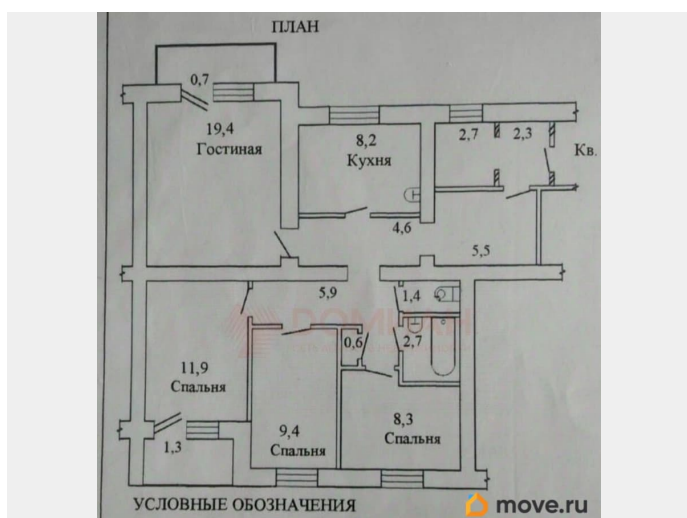 ПЛАН
0,7
19,4
Гостиная
8,2
Кухня
2,7
2,3
Кв.
4,6
5,5
5,9
1,4
ДОМИАН
0,6
2,7
11,9
Спальня
9,4
Спальня
8,3
Спальня
1,3
УСЛОВНЫЕ ОБОЗНАЧЕНИЯ
move.ru